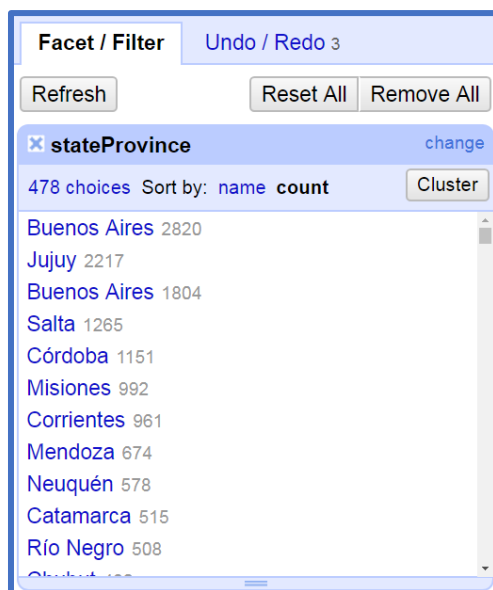 Facet / Filter Undo / Redo 3
Refresh Reset All Remove All
stateProvince change
478 choices Sort by: name count Cluster
Buenos Aires 2820
Jujuy 2217
Buenos Aires 1804
Salta 1265
Córdoba 1151
Misiones 992
Corrientes 961
Mendoza 674
Neuquén 578
Catamarca 515
Río Negro 508